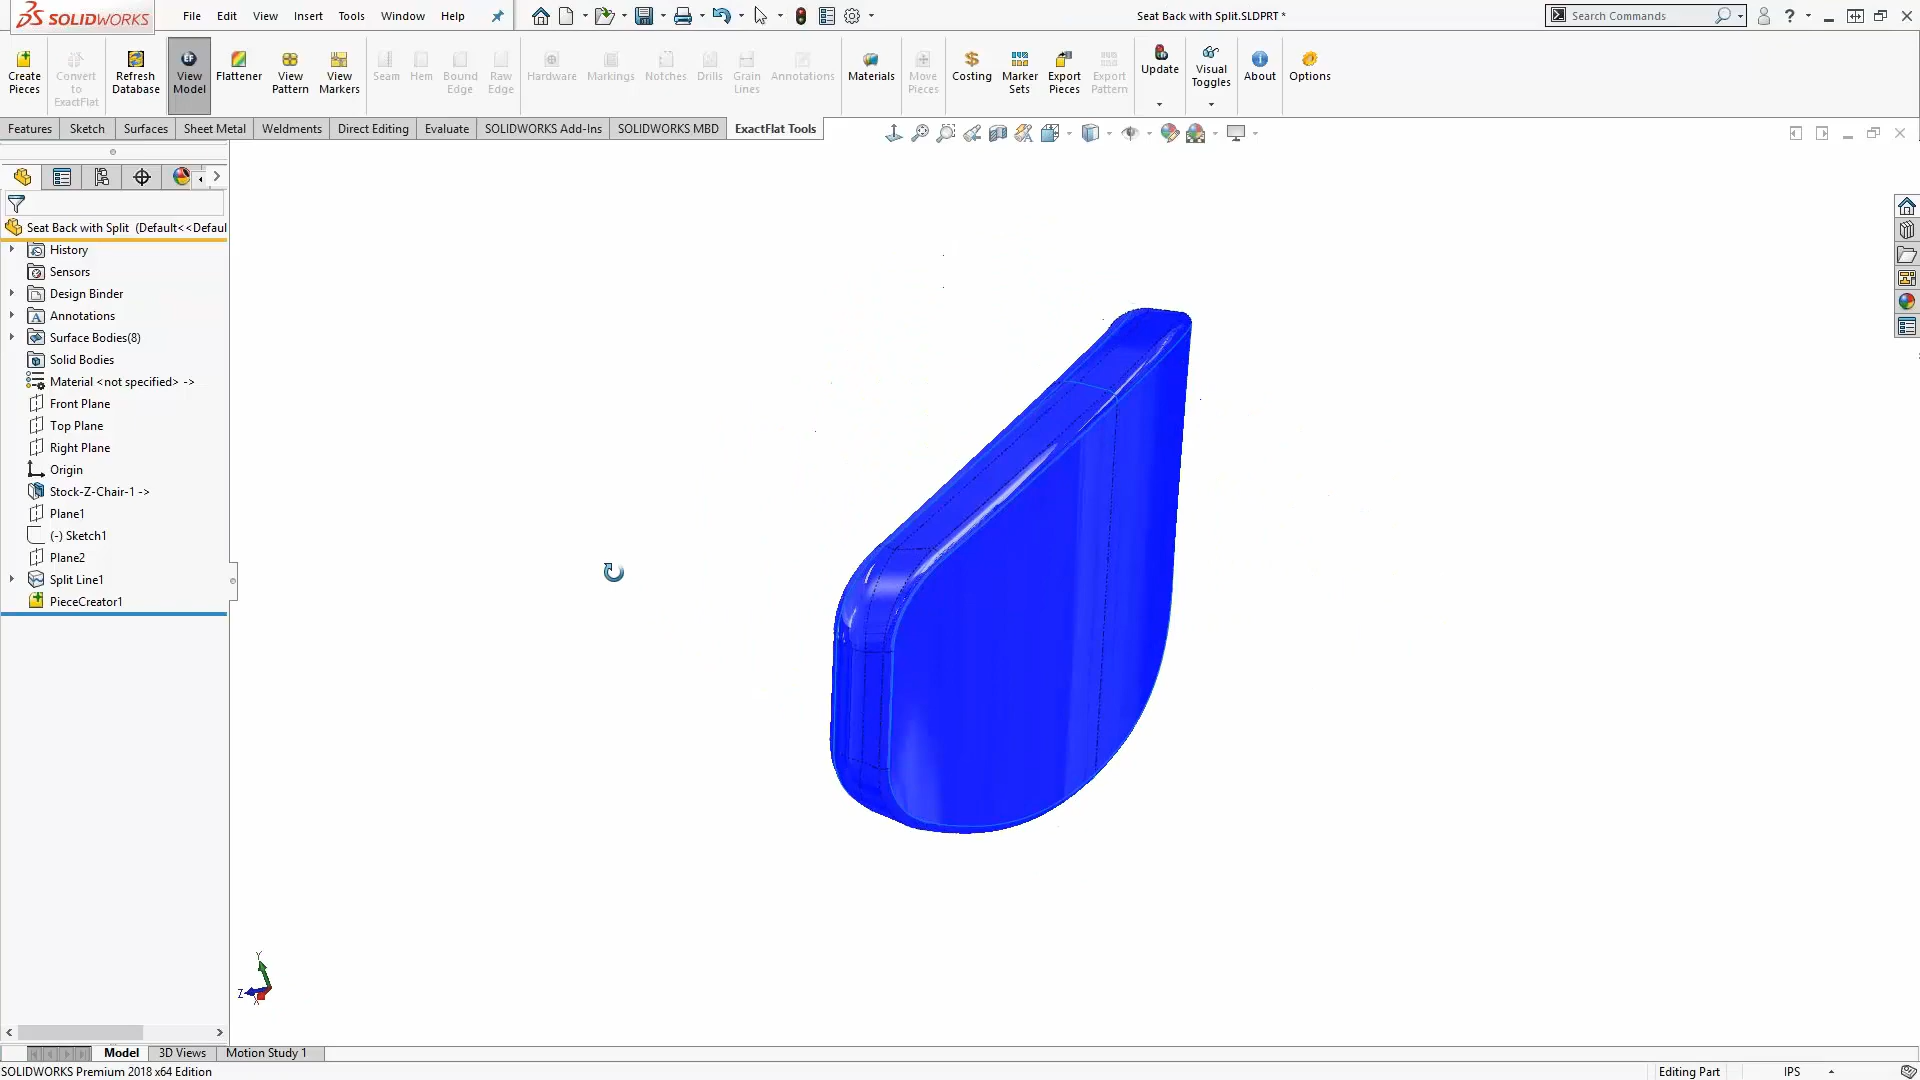 SOLIDWORKS
File Edit View Insert Tools Window Help
Seat Back with Split.SLDPRT *
Search Commands
Create Pieces
Convert to ExactFlat
Refresh Database
View Model
Flattener
View Pattern
View Markers
Seam
Hem
Bound Edge
Raw Edge
Hardware
Markings
Notches
Drills
Grain Lines
Annotations
Materials
Move Pieces
Costing
Marker Sets
Export Pieces
Export Pattern
Update
Visual Toggles
About
Options
Features Sketch Surfaces Sheet Metal Weldments Direct Editing Evaluate SOLIDWORKS Add-Ins SOLIDWORKS MBD ExactFlat Tools
Seat Back with Split (Default<<Defaul
History
Sensors
Design Binder
Annotations
Surface Bodies(8)
Solid Bodies
Material <not specified> ->
Front Plane
Top Plane
Right Plane
Origin
Stock-Z-Chair-1 ->
Plane1
(-) Sketch1
Plane2
Split Line1
PieceCreator1
Y
Z
X
Model 3D Views Motion Study 1
SOLIDWORKS Premium 2018 x64 Edition
Editing Part
IPS